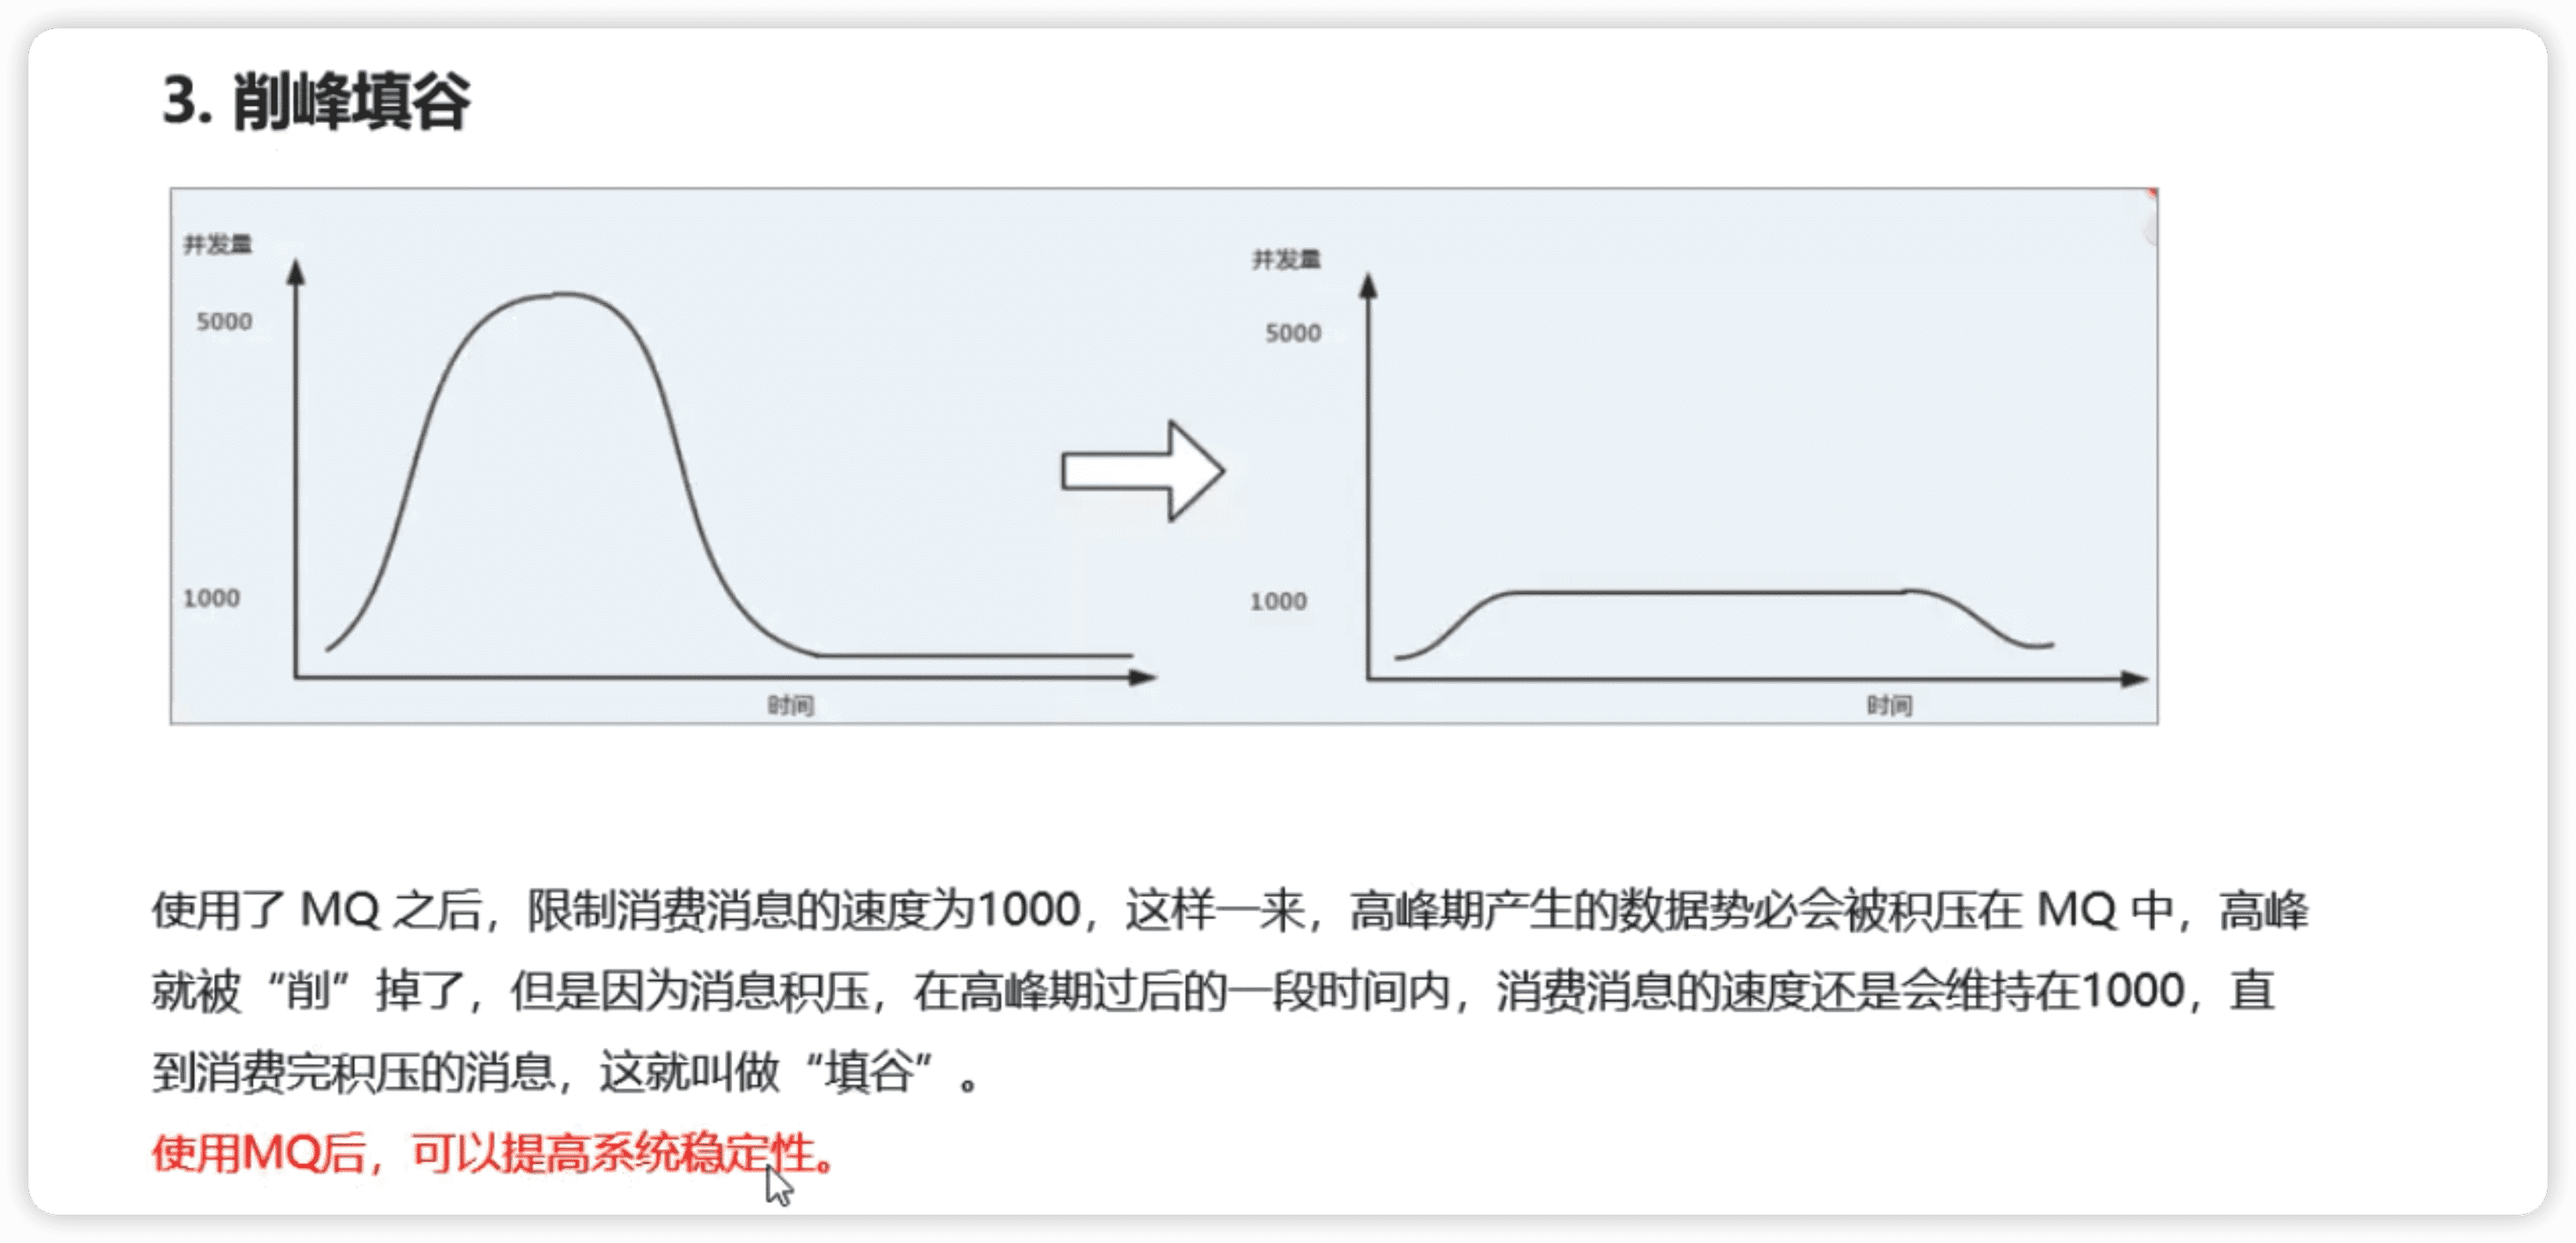 3. 削峰填谷
并发量
5000
1000
时间
并发量
5000
1000
时间
使用了 MQ 之后，限制消费消息的速度为1000，这样一来，高峰期产生的数据势必会被积压在 MQ 中，高峰
就被“削”掉了，但是因为消息积压，在高峰期过后的一段时间内，消费消息的速度还是会维持在1000，直
到消费完积压的消息，这就叫做“填谷”。
使用MQ后，可以提高系统稳定性。